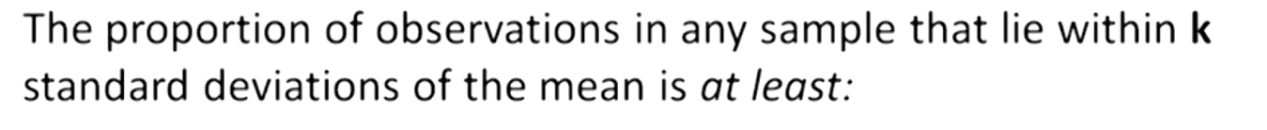 The proportion of observations in any sample that lie within k
standard deviations of the mean is at least: